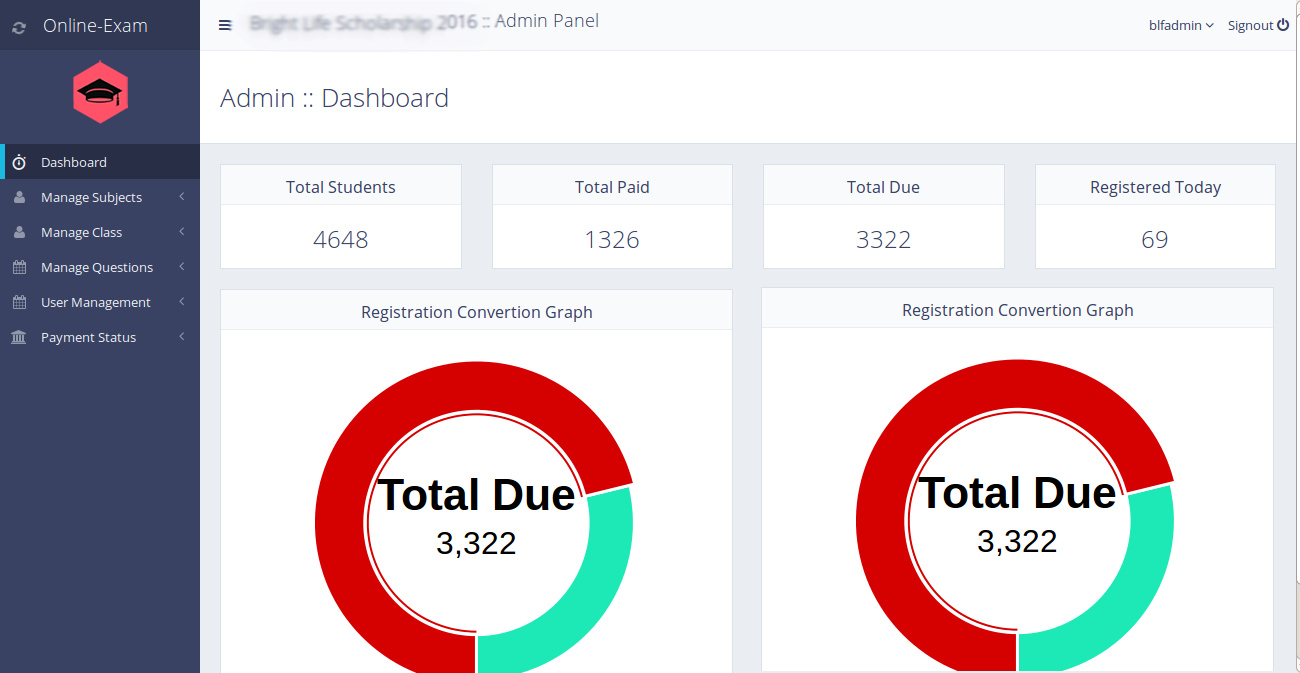 Online-Exam
Bright Life Scholarship 2016 :: Admin Panel
blfadmin
Signout
Admin :: Dashboard
Dashboard
Manage Subjects
Manage Class
Manage Questions
User Management
Payment Status
Total Students
4648
Total Paid
1326
Total Due
3322
Registered Today
69
Registration Convertion Graph
Total Due
3,322
Registration Convertion Graph
Total Due
3,322